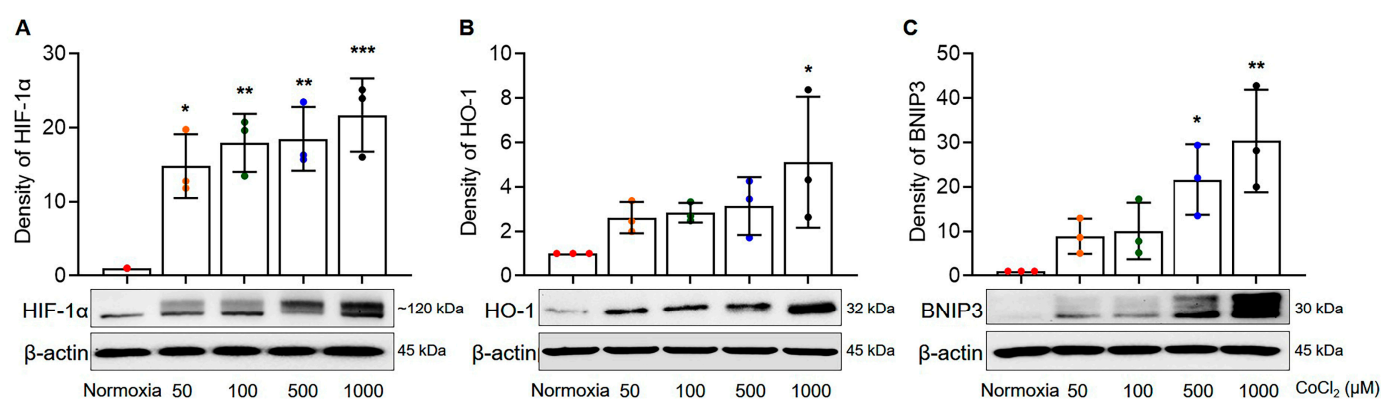 A
B
C
Density of HIF-1α
30
20
10
0
*
**
**
***
Density of HO-1
10
8
6
4
2
0
*
Density of BNIP3
50
40
30
20
10
0
*
**
HIF-1α
~120 kDa
HO-1
32 kDa
BNIP3
30 kDa
β-actin
45 kDa
β-actin
45 kDa
β-actin
45 kDa
Normoxia 50 100 500 1000
Normoxia 50 100 500 1000
Normoxia 50 100 500 1000 CoCl₂ (µM)